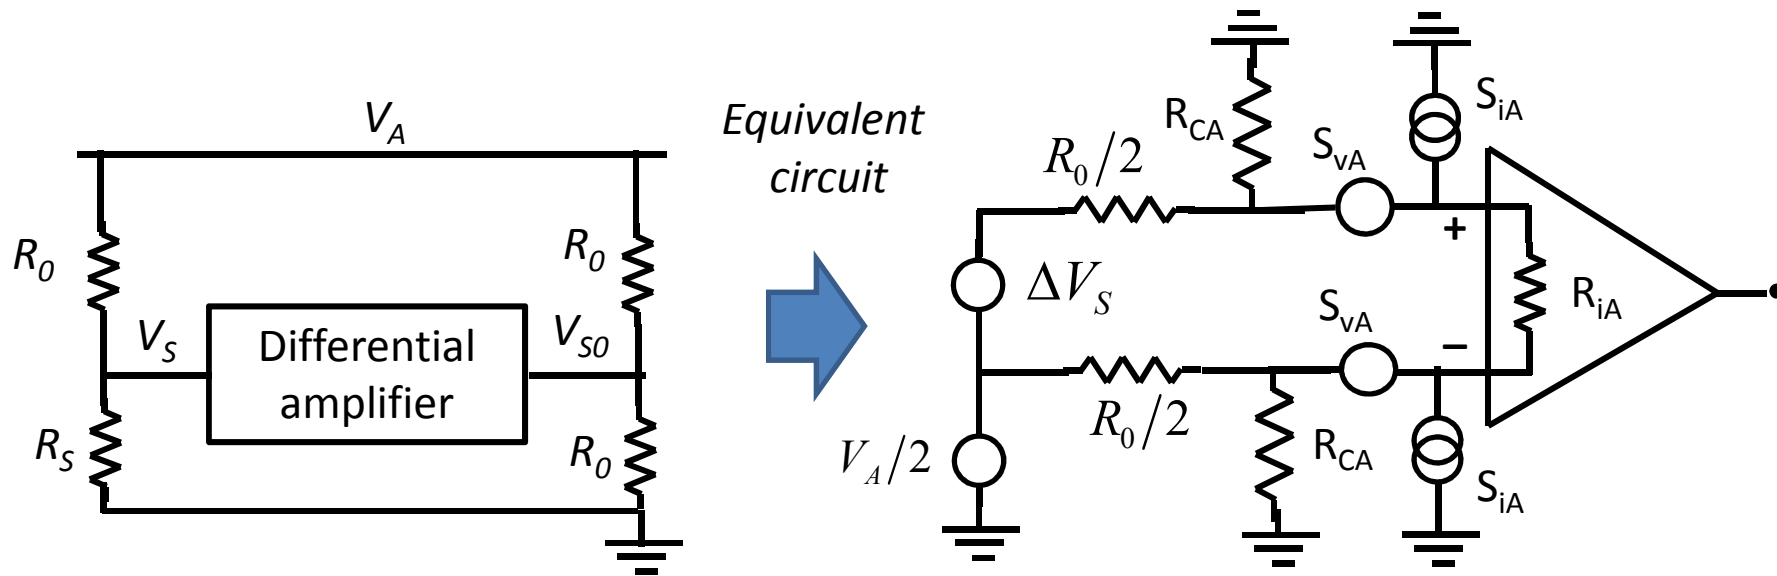 V_A
R_0
R_0
V_S
Differential
amplifier
V_S0
R_S
R_0
Equivalent
circuit
R_0/2
R_CA
S_vA
S_iA
+
ΔV_S
R_iA
S_vA
−
R_0/2
V_A/2
R_CA
S_iA